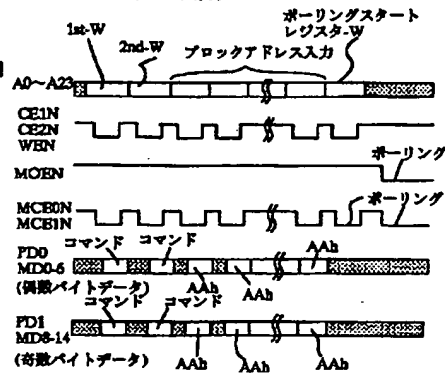 ポーリングスタート
レジスタ-W
1st-W
2nd-W
ブロックアドレス入力
A0〜A23
CE1N
CE2N
WEN
ポーリング
MOEN
ポーリング
MCE0N
MCE1N
コマンド コマンド
PD0
MD0-6
(偶数バイトデータ)
AAh AAh AAh
コマンド コマンド
PD1
MD8-14
(奇数バイトデータ)
AAh AAh AAh